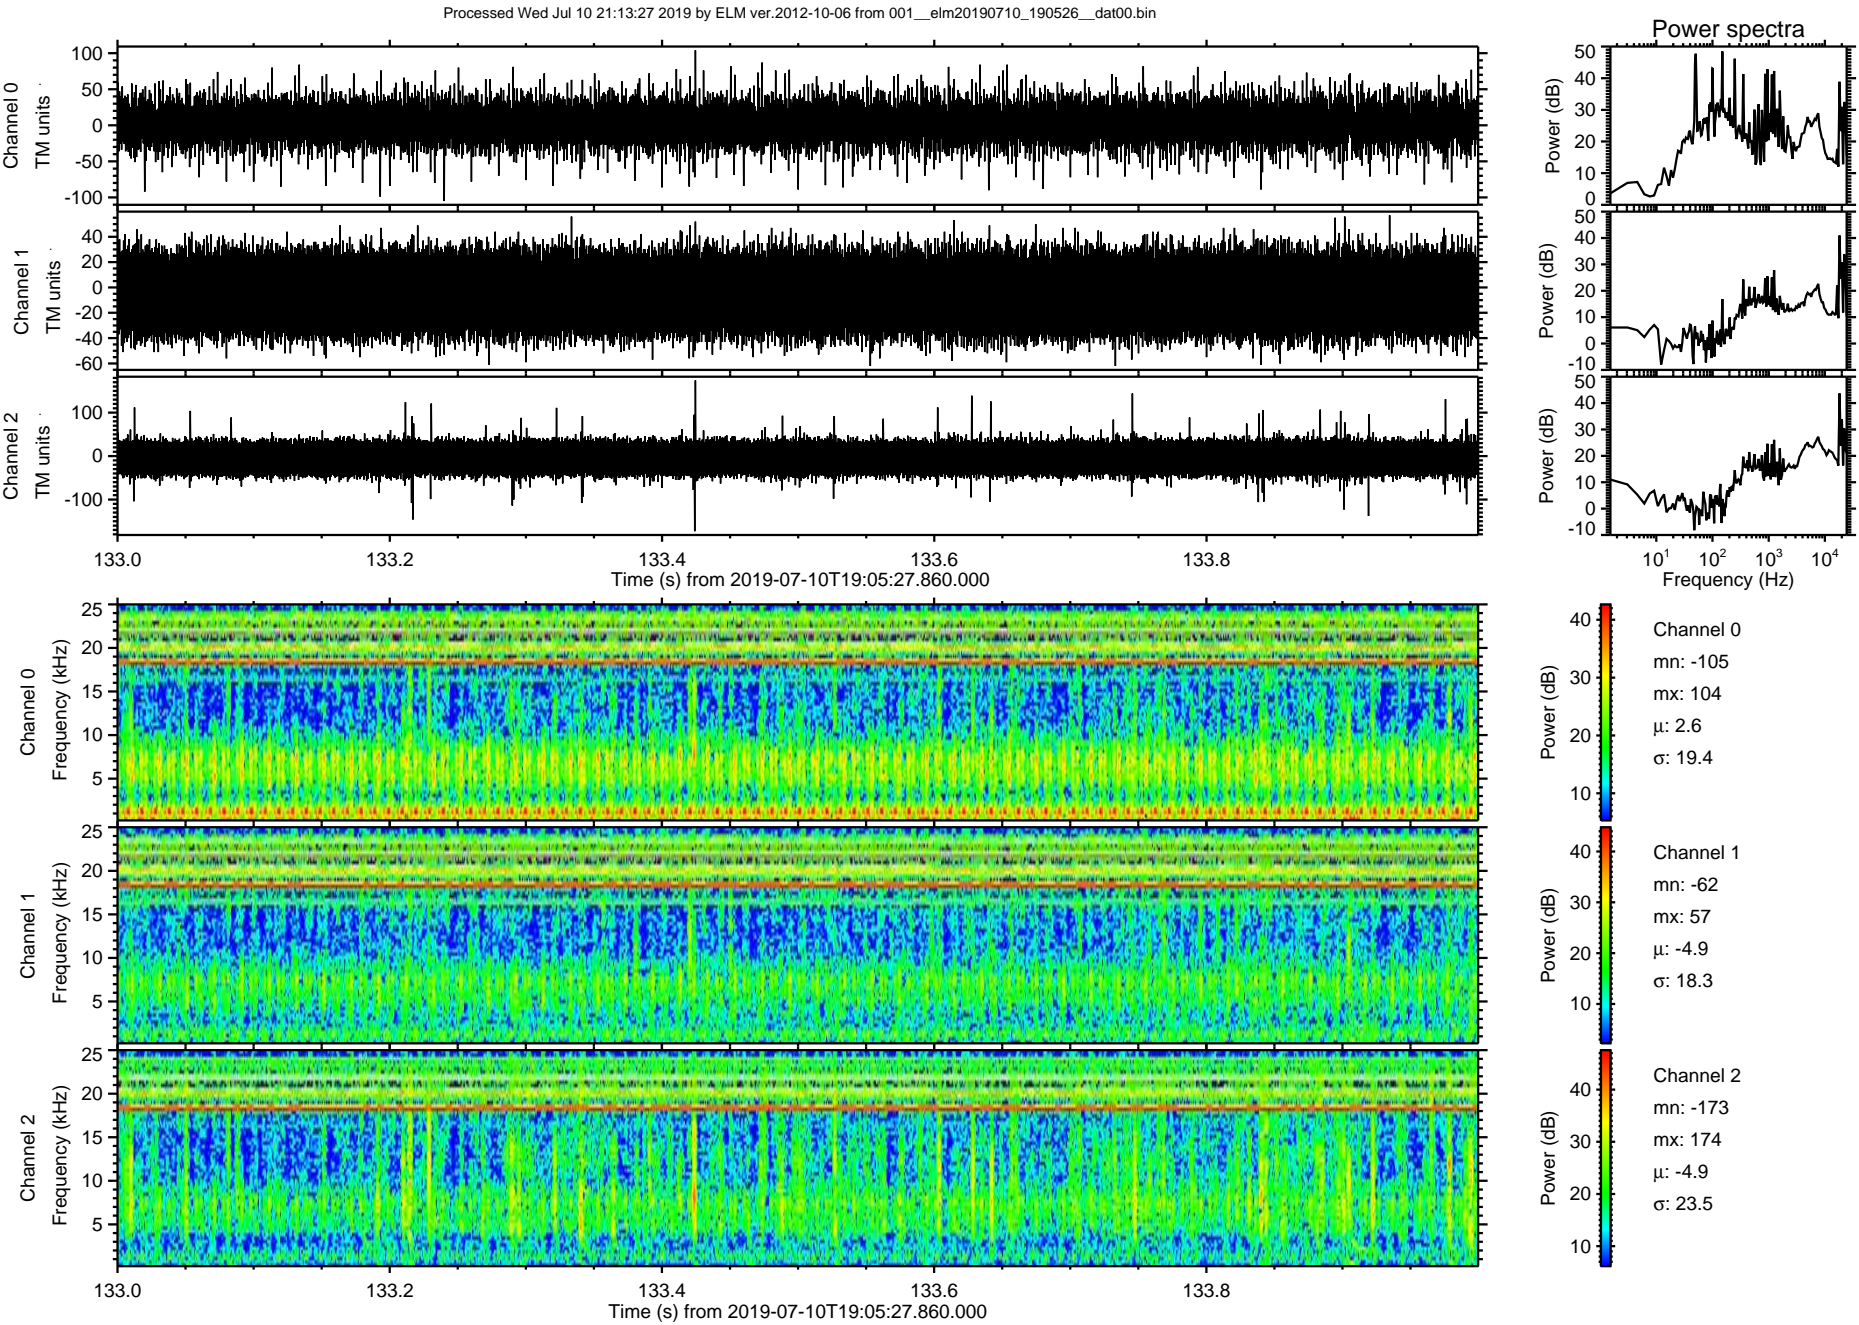 Processed Wed Jul 10 21:13:27 2019 by ELM ver.2012-10-06 from 001__elm20190710_190526__dat00.bin
Power spectra
Channel 0
TM units
100
50
0
-50
-100
Power (dB)
50
40
30
20
10
0
Channel 1
TM units
40
20
0
-20
-40
-60
Power (dB)
50
40
30
20
10
0
-10
Channel 2
TM units
100
0
-100
Power (dB)
50
40
30
20
10
0
-10
133.0 133.2 133.4 133.6 133.8
Time (s) from 2019-07-10T19:05:27.860.000
10¹ 10² 10³ 10⁴
Frequency (Hz)
Channel 0
Frequency (kHz)
25
20
15
10
5
Power (dB)
40
30
20
10
Channel 0
mn: -105
mx: 104
μ: 2.6
σ: 19.4
Channel 1
Frequency (kHz)
25
20
15
10
5
Power (dB)
40
30
20
10
Channel 1
mn: -62
mx: 57
μ: -4.9
σ: 18.3
Channel 2
Frequency (kHz)
25
20
15
10
5
Power (dB)
40
30
20
10
Channel 2
mn: -173
mx: 174
μ: -4.9
σ: 23.5
133.0 133.2 133.4 133.6 133.8
Time (s) from 2019-07-10T19:05:27.860.000